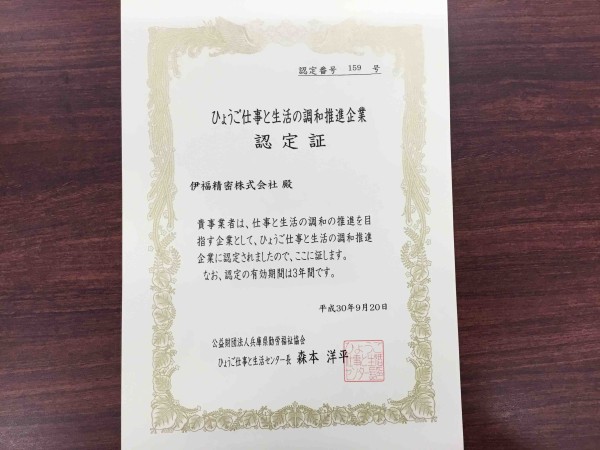 認定番号 159 号
ひょうご仕事と生活の調和推進企業
認定証
伊福精密株式会社 殿
貴事業者は、仕事と生活の調和の推進を目
指す企業として、ひょうご仕事と生活の調和推進
企業に認定されましたので、ここに証します。
なお、認定の有効期間は3年間です。
平成30年9月20日
公益財団法人兵庫県勤労福祉協会
ひょうご仕事と生活センター長 森本 洋平